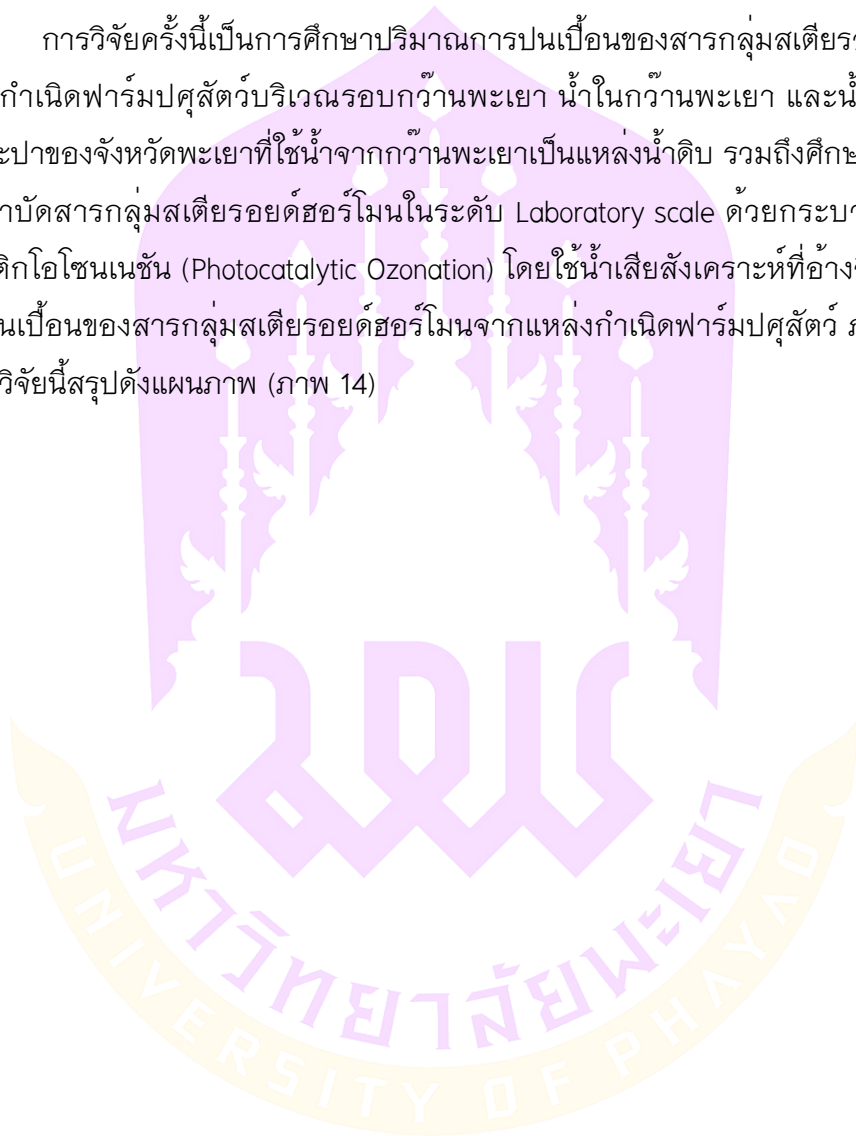 การวิจัยครั้งนี้เป็นการศึกษาปริมาณการปนเปื้อนของสารกลุ่มสเตียร
กำเนิดฟาร์มปศุสัตว์บริเวณรอบกว๊านพะเยา น้ำในกว๊านพะเยา และน้
ะปาของจังหวัดพะเยาที่ใช้น้ำจากกว๊านพะเยาเป็นแหล่งน้ำดิบ รวมถึงศึกษ
าบัดสารกลุ่มสเตียรอยด์ฮอร์โมนในระดับ Laboratory scale ด้วยกระบา
ติกโอโซนเนชัน (Photocatalytic Ozonation) โดยใช้น้ำเสียสังเคราะห์ที่อ้าง
นเปื้อนของสารกลุ่มสเตียรอยด์ฮอร์โมนจากแหล่งกำเนิดฟาร์มปศุสัตว์ ภ
วิจัยนี้สรุปดังแผนภาพ (ภาพ 14)
มหาวิทยาลัยพะเยา
UNIVERSITY OF PHAYAO